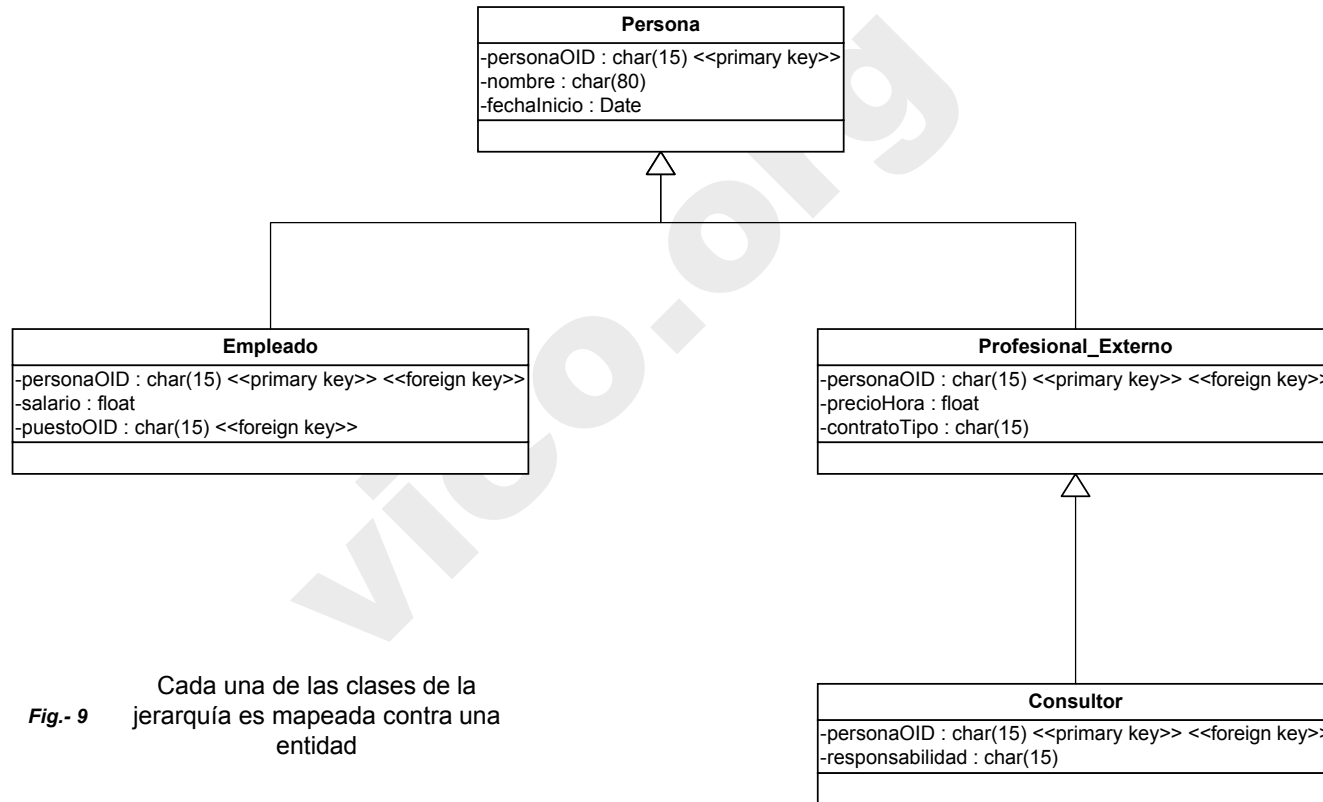 Persona
-personaOID : char(15) <<primary key>>
-nombre : char(80)
-fechaInicio : Date
Empleado
-personaOID : char(15) <<primary key>> <<foreign key>>
-salario : float
-puestoOID : char(15) <<foreign key>>
Profesional_Externo
-personaOID : char(15) <<primary key>> <<foreign key>>
-precioHora : float
-contratoTipo : char(15)
Consultor
-personaOID : char(15) <<primary key>> <<foreign key>>
-responsabilidad : char(15)
Fig.- 9
Cada una de las clases de la
jerarquía es mapeada contra una
entidad
vico.org